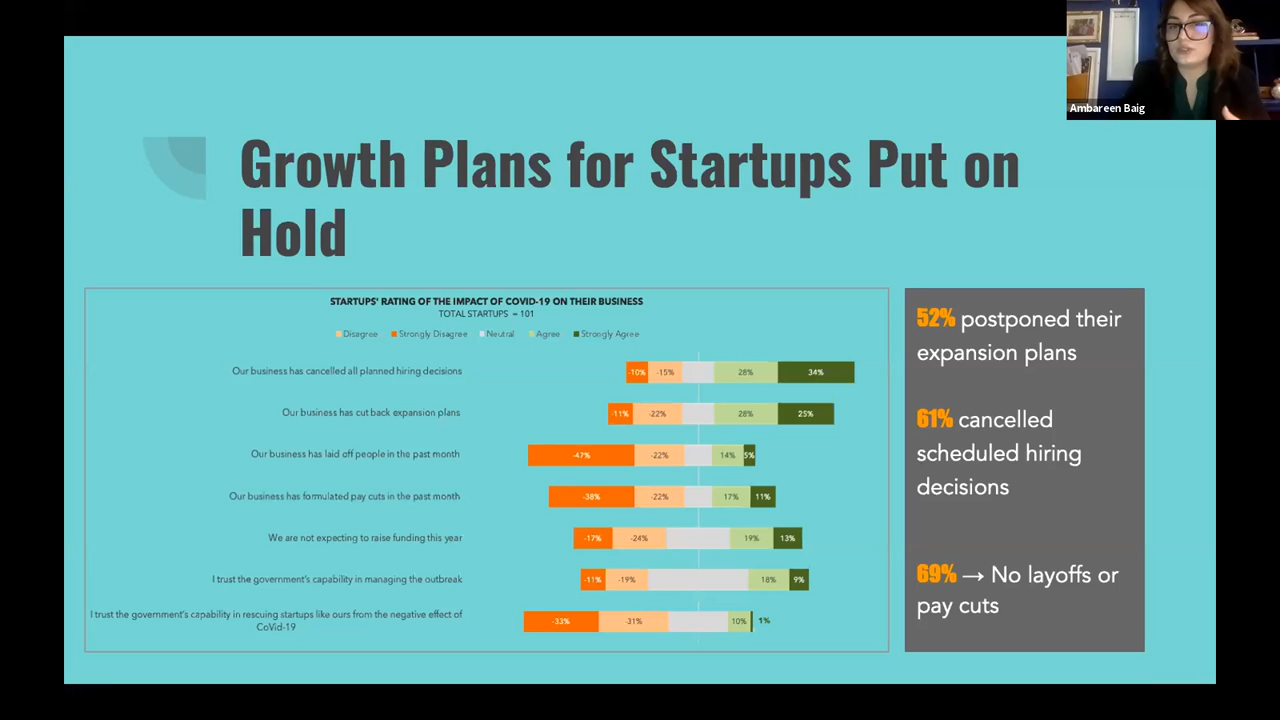 Ambareen Baig
Growth Plans for Startups Put on
Hold
STARTUPS' RATING OF THE IMPACT OF COVID-19 ON THEIR BUSINESS
TOTAL STARTUPS = 101
Disagree Strongly Disagree Neutral Agree Strongly Agree
Our business has cancelled all planned hiring decisions -10% -15% 28% 34%
Our business has cut back expansion plans -11% -22% 28% 25%
Our business has laid off people in the past month -47% -22% 14% 5%
Our business has formulated pay cuts in the past month -38% -22% 17% 11%
We are not expecting to raise funding this year -17% -24% 19% 13%
I trust the government's capability in managing the outbreak -11% -19% 18% 9%
I trust the government's capability in rescuing startups like ours from the negative effect of
CoVid-19 -33% -31% 10% 1%
52% postponed their
expansion plans
61% cancelled
scheduled hiring
decisions
69% → No layoffs or
pay cuts